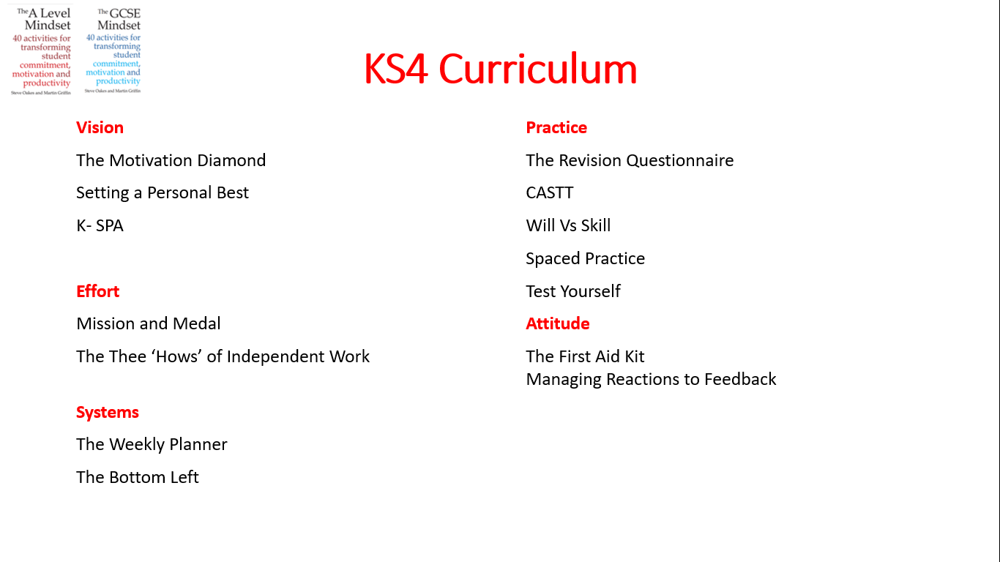 The A Level
Mindset
40 activities for
transforming
student
commitment,
motivation and
productivity
Steve Oakes and Martin Griffin
The GCSE
Mindset
40 activities for
transforming
student
commitment,
motivation and
productivity
Steve Oakes and Martin Griffin
KS4 Curriculum
Vision
The Motivation Diamond
Setting a Personal Best
K- SPA
Effort
Mission and Medal
The Thee ‘Hows’ of Independent Work
Systems
The Weekly Planner
The Bottom Left
Practice
The Revision Questionnaire
CASTT
Will Vs Skill
Spaced Practice
Test Yourself
Attitude
The First Aid Kit
Managing Reactions to Feedback